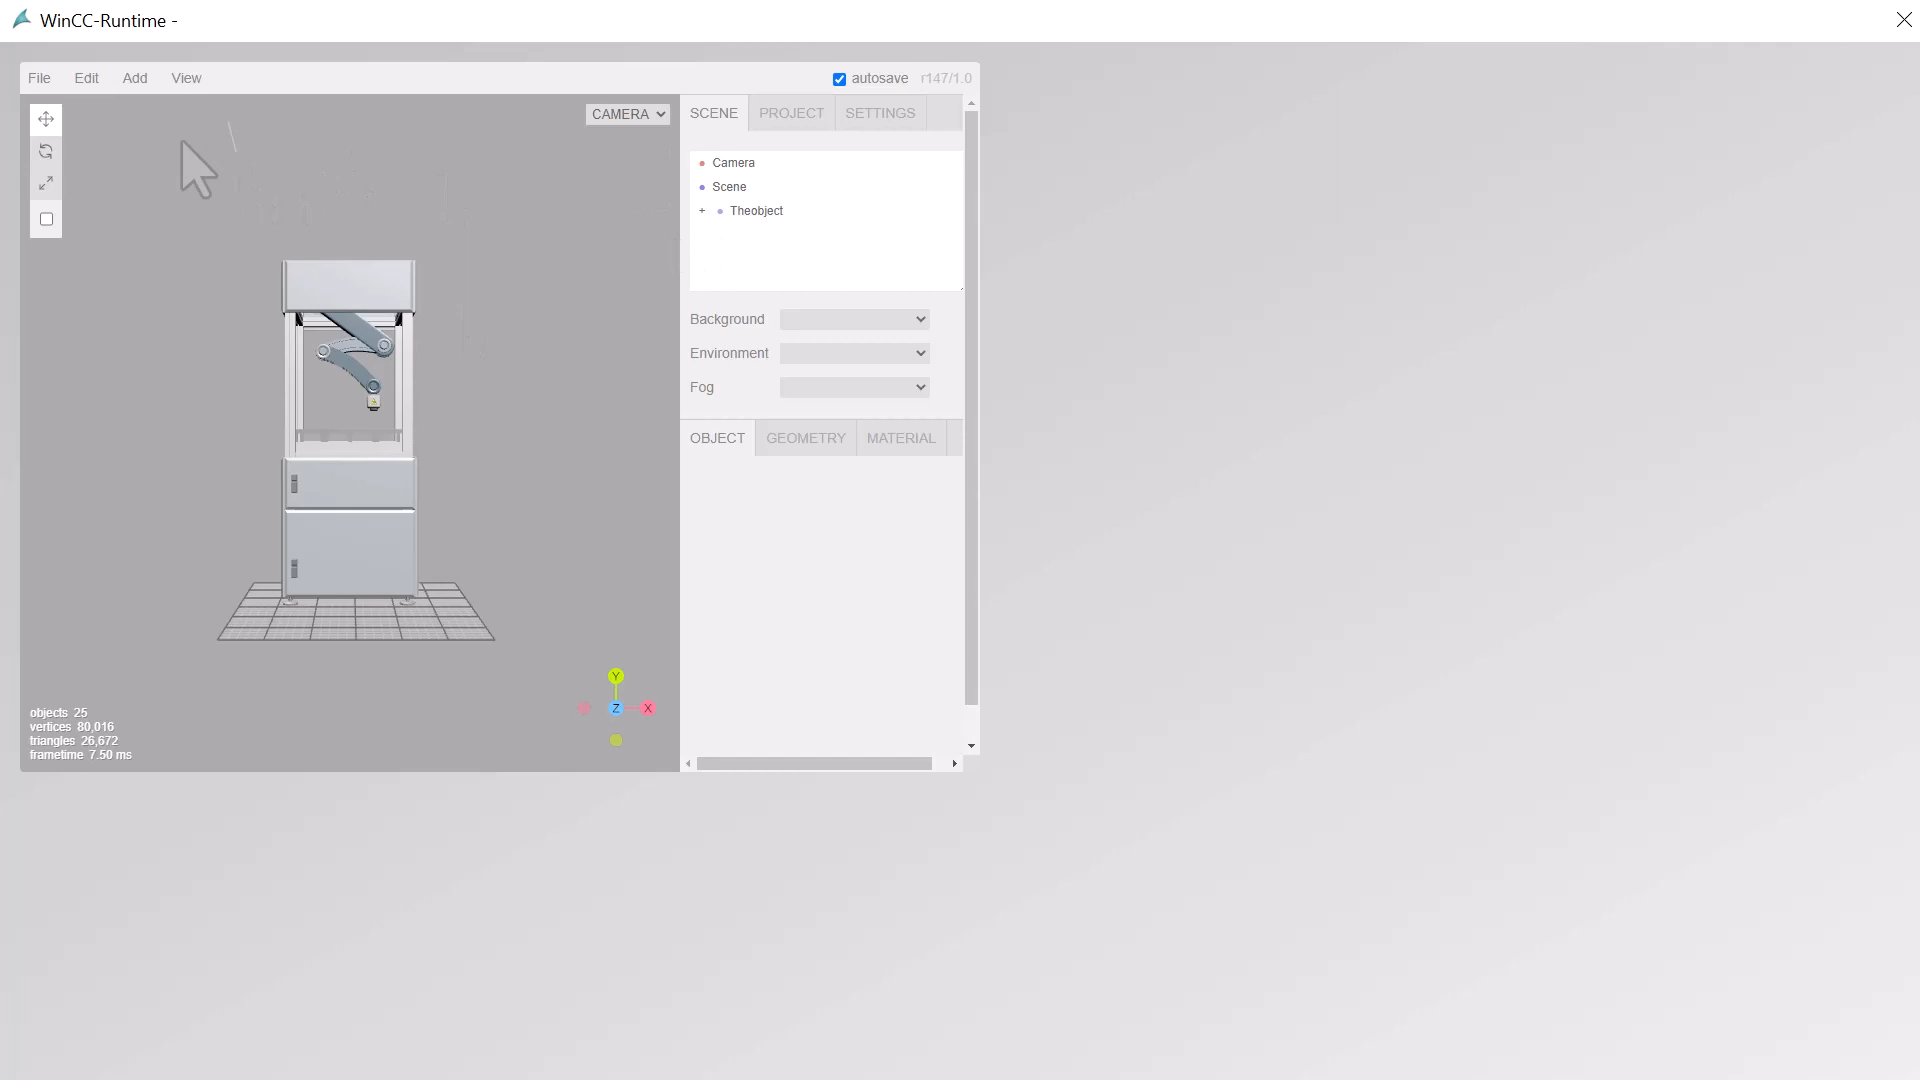 WinCC-Runtime -
File Edit Add View autosave r147/1.0
CAMERA
SCENE PROJECT SETTINGS
Camera
Scene
+ Theobject
Background
Environment
Fog
OBJECT GEOMETRY MATERIAL
Y
Z X
objects 25
vertices 80,016
triangles 26,672
frametime 7.50 ms